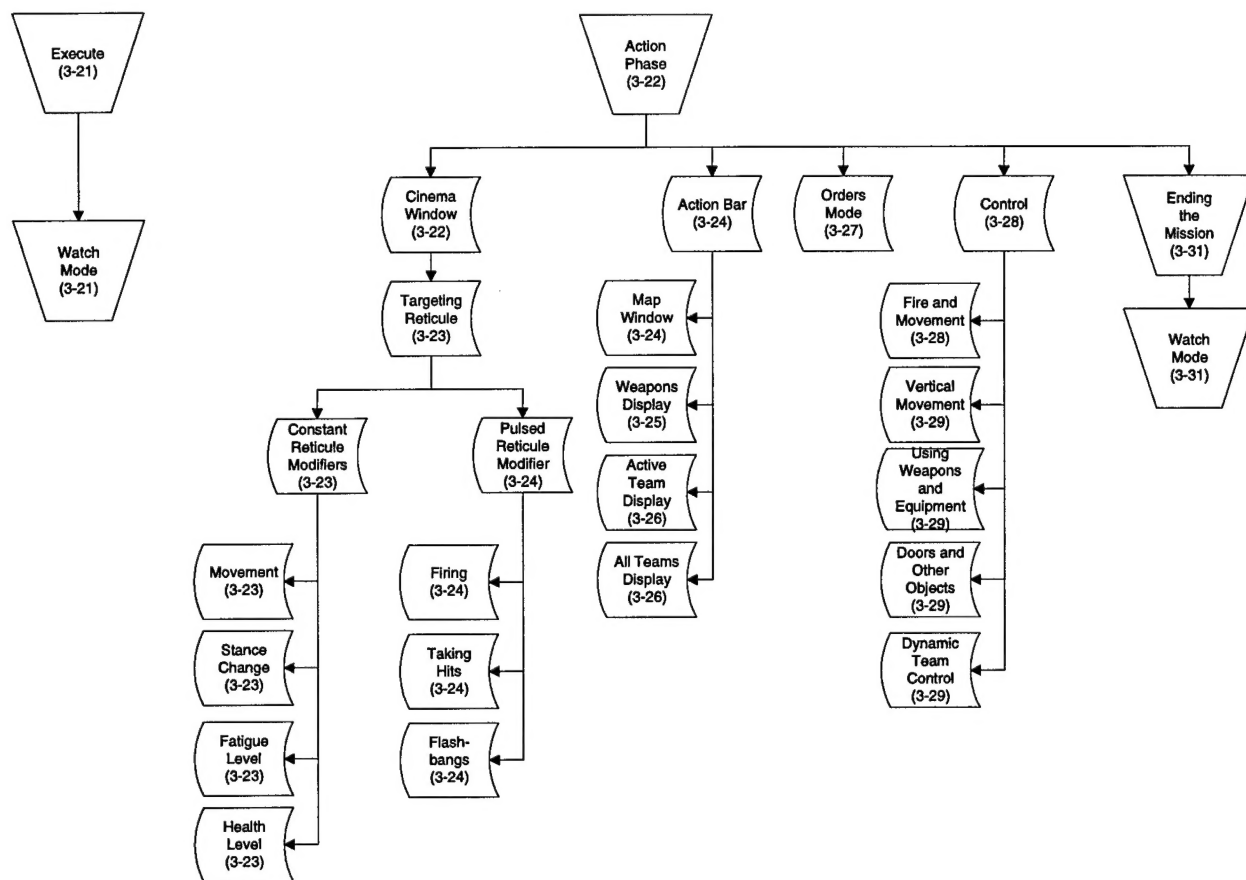 Execute
(3-21)
Watch
Mode
(3-21)
Action
Phase
(3-22)
Cinema
Window
(3-22)
Targeting
Reticule
(3-23)
Constant
Reticule
Modifiers
(3-23)
Movement
(3-23)
Stance
Change
(3-23)
Fatigue
Level
(3-23)
Health
Level
(3-23)
Pulsed
Reticule
Modifier
(3-24)
Firing
(3-24)
Taking
Hits
(3-24)
Flash-
bangs
(3-24)
Action Bar
(3-24)
Map
Window
(3-24)
Weapons
Display
(3-25)
Active
Team
Display
(3-26)
All Teams
Display
(3-26)
Orders
Mode
(3-27)
Control
(3-28)
Fire and
Movement
(3-28)
Vertical
Movement
(3-29)
Using
Weapons
and
Equipment
(3-29)
Doors and
Other
Objects
(3-29)
Dynamic
Team
Control
(3-29)
Ending
the
Mission
(3-31)
Watch
Mode
(3-31)